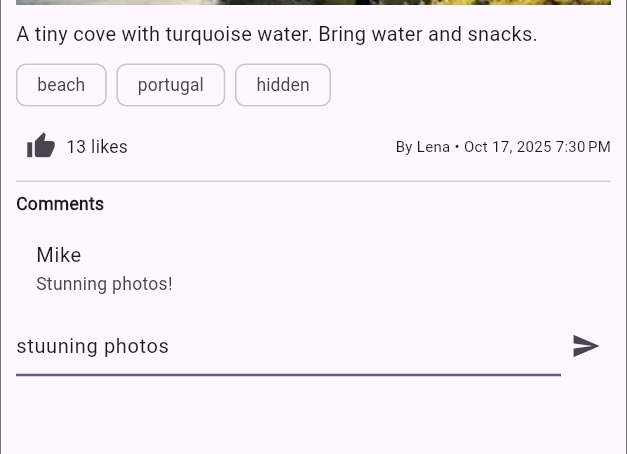 A tiny cove with turquoise water. Bring water and snacks.
beach portugal hidden
13 likes By Lena • Oct 17, 2025 7:30 PM
Comments
Mike
Stunning photos!
stuuning photos